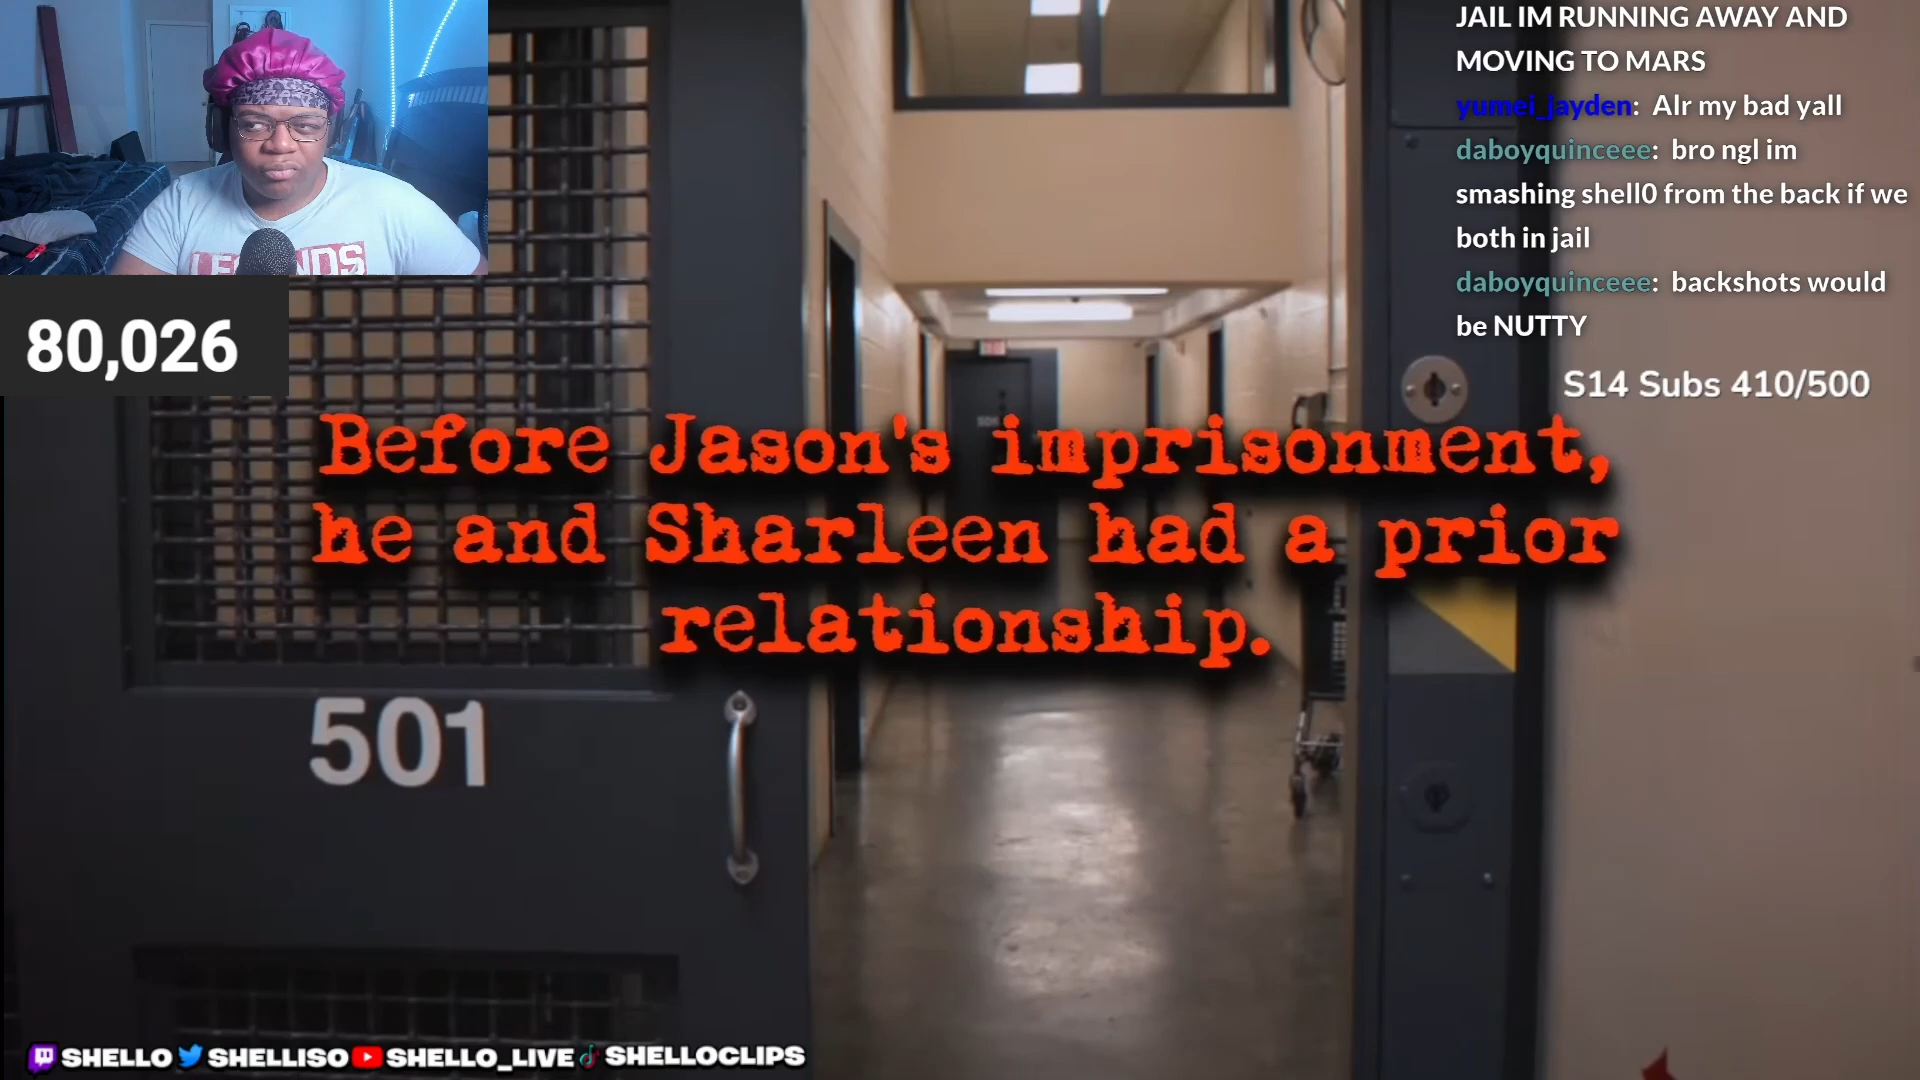 JAIL IM RUNNING AWAY AND
MOVING TO MARS
yumei_jayden: Alr my bad yall
daboyquinceee: bro ngl im
smashing shell0 from the back if we
both in jail
daboyquinceee: backshots would
be NUTTY
80,026
S14 Subs 410/500
Before Jason's imprisonment,
he and Sharleen had a prior
relationship.
501
SHELLO SHELLISO SHELLO_LIVE SHELLOCLIPS